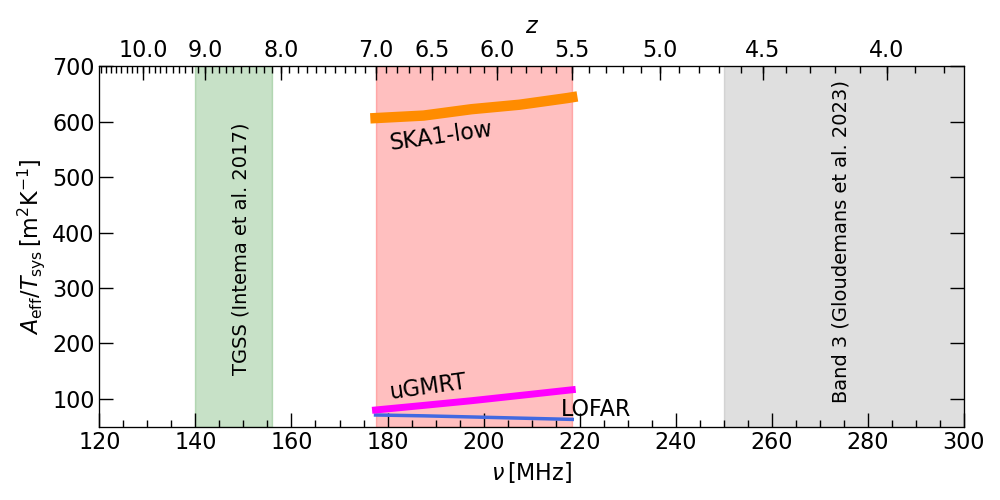 z
10.0 9.0 8.0 7.0 6.5 6.0 5.5 5.0 4.5 4.0
700
600
500
400
300
200
100
A_eff/T_sys [m²K⁻¹]
TGSS (Intema et al. 2017)
SKA1-low
uGMRT
LOFAR
Band 3 (Gloudemans et al. 2023)
120 140 160 180 200 220 240 260 280 300
ν [MHz]